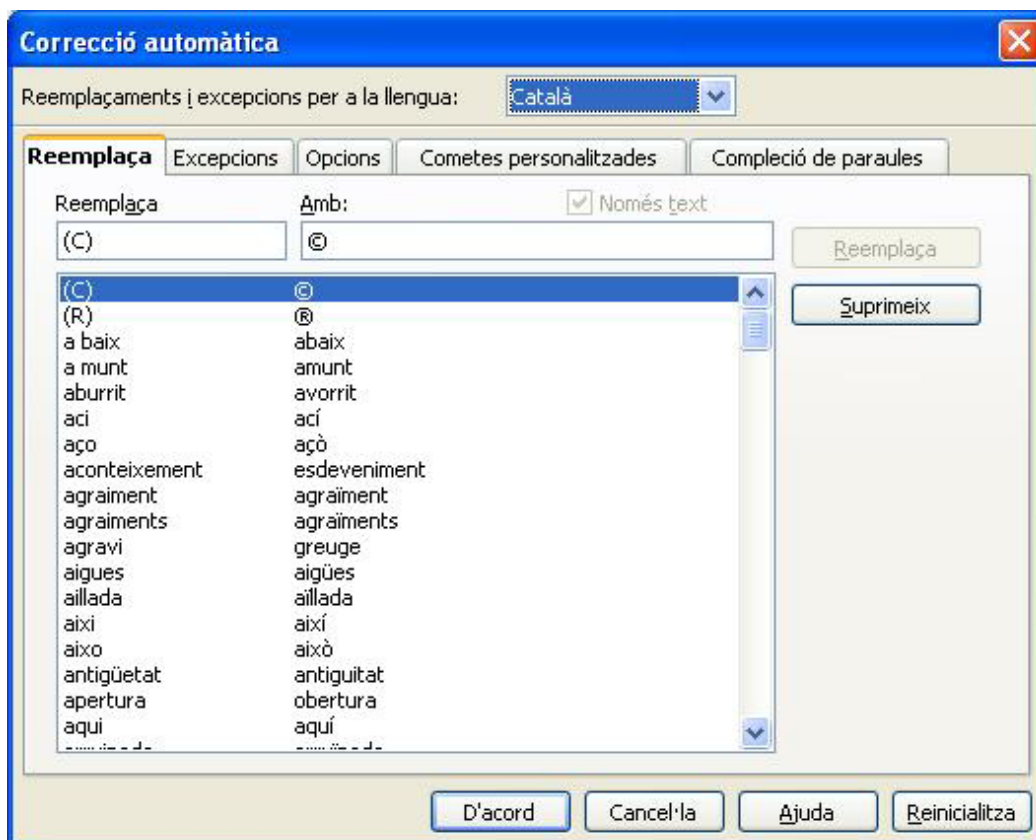 Correcció automàtica
Reemplaçaments i excepcions per a la llengua: Català
Reemplaça Excepcions Opcions Cometes personalitzades Compleció de paraules
Reemplaça Amb: Només text
(C) © Reemplaça
(C) ©
Suprimeix
(R) ®
a baix abaix
a munt amunt
aburrit avorrit
aci ací
aço açò
aconteixement esdeveniment
agraiment agraïment
agraiments agraïments
agravi greuge
aigues aigües
aillada aïllada
aixi així
aixo això
antigüetat antiguitat
apertura obertura
aqui aquí
D'acord Cancel·la Ajuda Reinicialitza